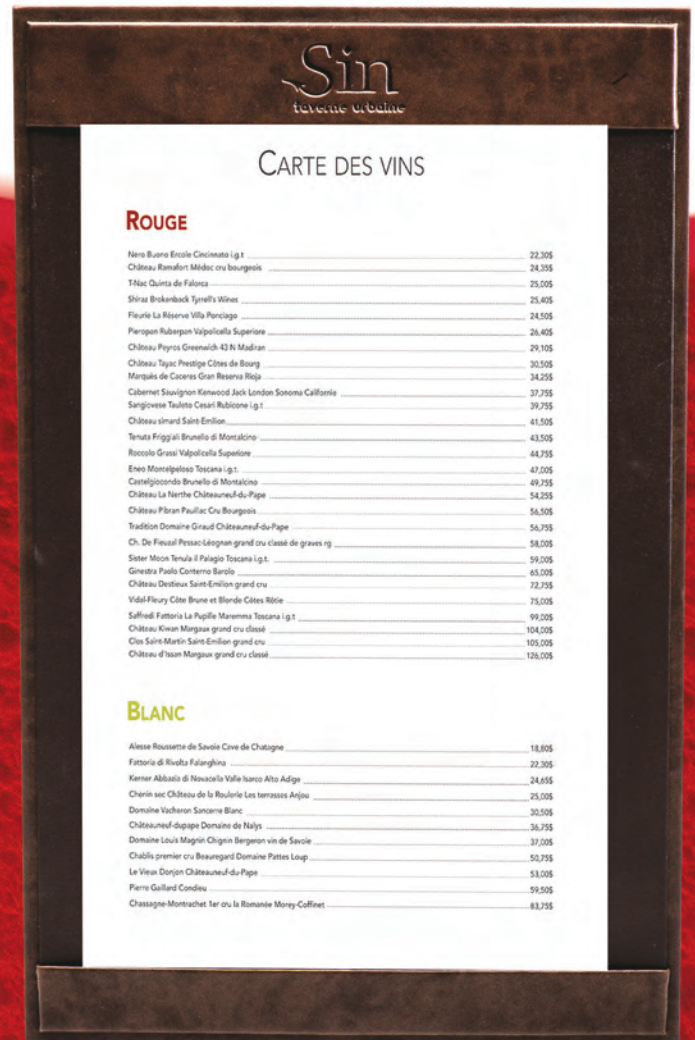 Sin
taverne urbaine
CARTE DES VINS
ROUGE
Nero Buono Ercole Cincinnato i.g.t 22,30$
Château Ramafort Médoc cru bourgeois 24,35$
T-Nac Quinta de Falorca 25,00$
Shiraz Brokenback Tyrrell's Wines 25,40$
Fleurie La Réserve Villa Ponciago 24,50$
Pieropan Ruberpan Valpolicella Superiore 26,40$
Château Peyros Greenwich 43 N Madiran 29,10$
Château Tayac Prestige Côtes de Bourg 30,50$
Marquès de Caceres Gran Reserva Rioja 34,25$
Cabernet Sauvignon Kenwood Jack London Sonoma Californie 37,75$
Sangiovese Tauleto Cesari Rubicone i.g.t 39,75$
Château simard Saint-Emilion 41,50$
Tenuta Friggiali Brunello di Montalcino 43,50$
Roccolo Grassi Valpolicella Superiore 44,75$
Eneo Montelpeloso Toscana i.g.t. 47,00$
Castelgiocondo Brunello di Montalcino 49,75$
Château La Nerthe Châteauneuf-du-Pape 54,25$
Château Pibran Pauillac Cru Bourgeois 56,50$
Tradition Domaine Giraud Châteauneuf-du-Pape 56,75$
Ch. De Fieuzal Pessac-Léognan grand cru classé de graves rg 58,00$
Sister Moon Tenula il Palagio Toscana i.g.t. 59,00$
Ginestra Paolo Conterno Barolo 65,00$
Château Destieux Saint-Emilion grand cru 72,75$
Vidal-Fleury Côte Brune et Blonde Côtes Rôtie 75,00$
Saffredi Fattoria La Pupille Maremma Toscana i.g.t 99,00$
Château Kiwan Margaux grand cru classé 104,00$
Clos Saint-Martin Saint-Emilion grand cru 105,00$
Château d'Issan Margaux grand cru classé 126,00$
BLANC
Alesse Roussette de Savoie Cave de Chatagne 18,80$
Fattoria di Rivolta Falanghina 22,30$
Kerner Abbazia di Novacella Valle Isarco Alto Adige 24,65$
Chenin sec Château de la Roulerie Les terrasses Anjou 25,00$
Domaine Vacheron Sancerre Blanc 30,50$
Châteauneuf-dupape Domaine de Nalys 36,75$
Domaine Louis Magnin Chignin Bergeron vin de Savoie 37,00$
Chablis premier cru Beauregard Domaine Pattes Loup 50,75$
Le Vieux Donjon Châteauneuf-du-Pape 53,00$
Pierre Gaillard Condieu 59,50$
Chassagne-Montrachet 1er cru la Romanée Morey-Coffinet 83,75$